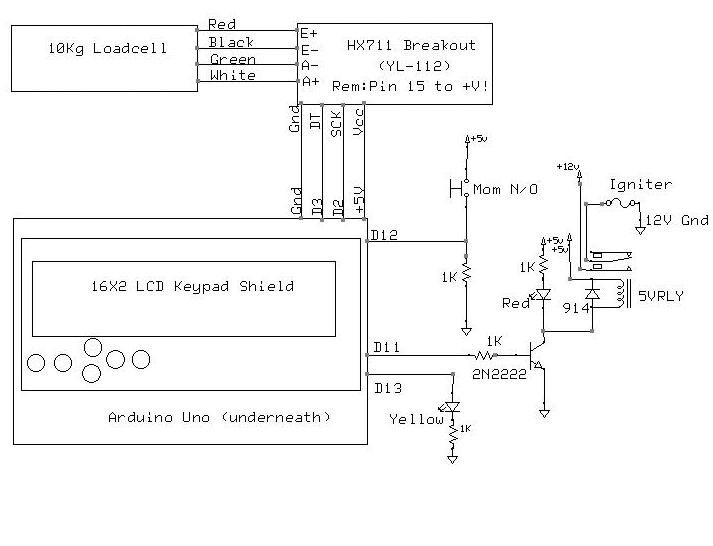 Red
Black
Green
White
10Kg Loadcell
E+
E-
A-
A+
HX711 Breakout
(YL-112)
Rem:Pin 15 to +V!
Gnd
DT
SCK
Vcc
Gnd
D3
D2
+5V
+5v
Mom N/O
+12v
Igniter
12V Gnd
D12
1K
+5v
+5v
1K
Red
914
5VRLY
16X2 LCD Keypad Shield
D11
1K
2N2222
D13
Yellow
1K
Arduino Uno (underneath)